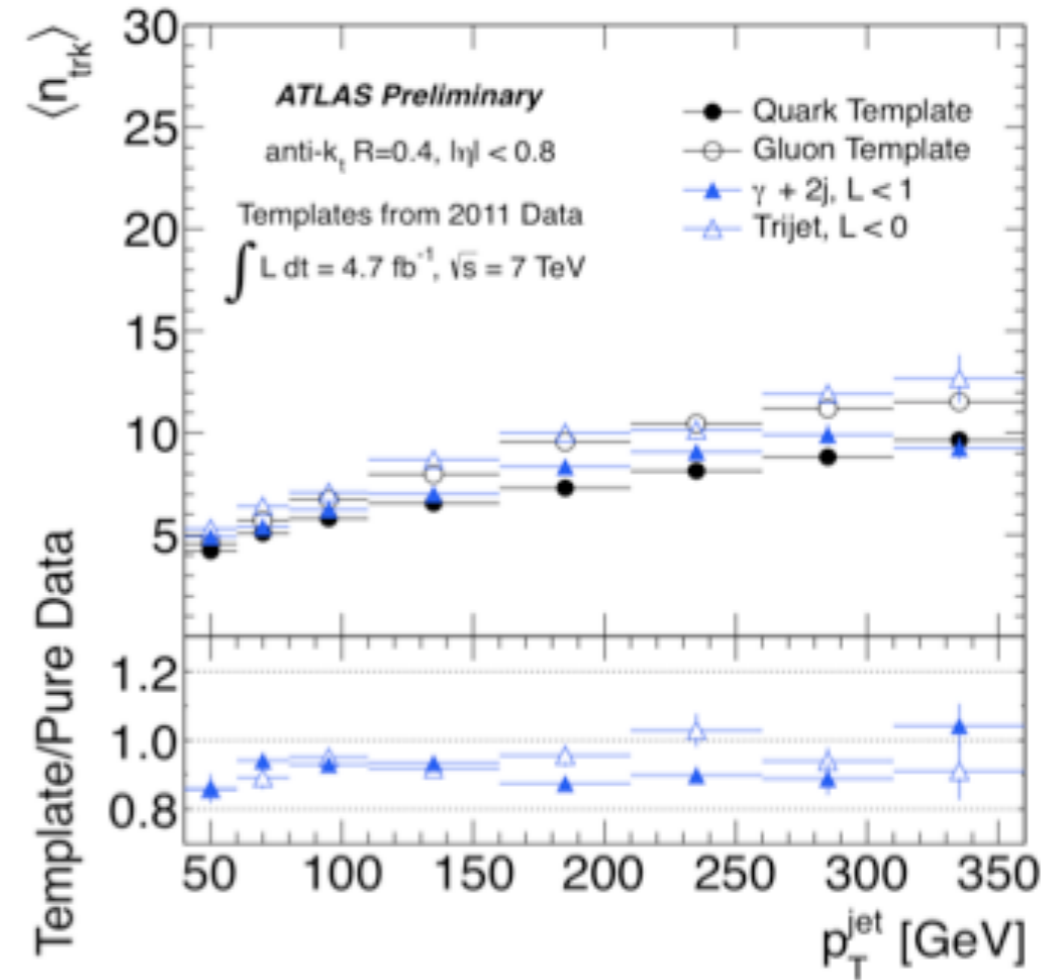 ⟨n_trk⟩
30
25
20
15
10
5
ATLAS Preliminary
anti-k_t R=0.4, |η| < 0.8
Templates from 2011 Data
∫ L dt = 4.7 fb⁻¹, √s = 7 TeV
Quark Template
Gluon Template
γ + 2j, L < 1
Trijet, L < 0
Template/Pure Data
1.2
1.0
0.8
50 100 150 200 250 300 350
p_T^jet [GeV]